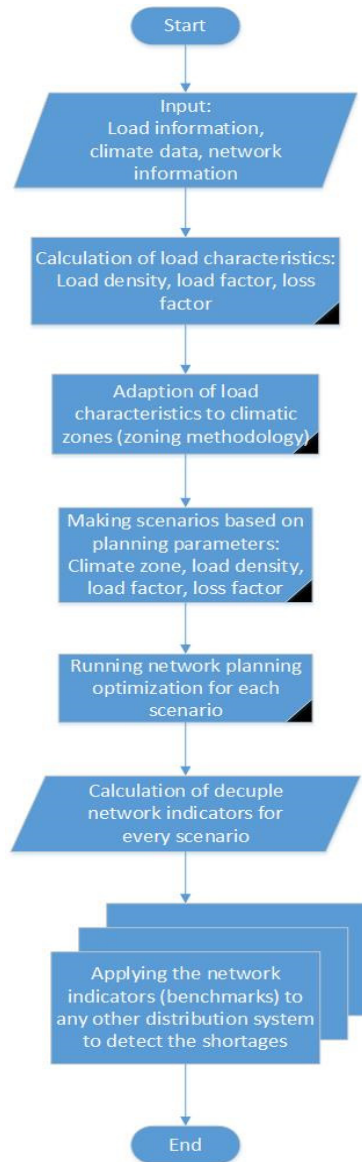 Start
Input:
Load information,
climate data, network
information
Calculation of load characteristics:
Load density, load factor, loss
factor
Adaption of load
characteristics to climatic
zones (zoning methodology)
Making scenarios based on
planning parameters:
Climate zone, load density,
load factor, loss factor
Running network planning
optimization for each
scenario
Calculation of decuple
network indicators for
every scenario
Applying the network
indicators (benchmarks) to
any other distribution system
to detect the shortages
End